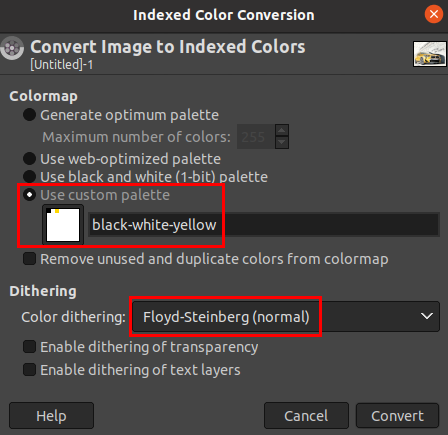 Indexed Color Conversion
Convert Image to Indexed Colors
[Untitled]-1
Colormap
Generate optimum palette
Maximum number of colors: 255
Use web-optimized palette
Use black and white (1-bit) palette
Use custom palette
black-white-yellow
Remove unused and duplicate colors from colormap
Dithering
Color dithering: Floyd-Steinberg (normal)
Enable dithering of transparency
Enable dithering of text layers
Help Cancel Convert